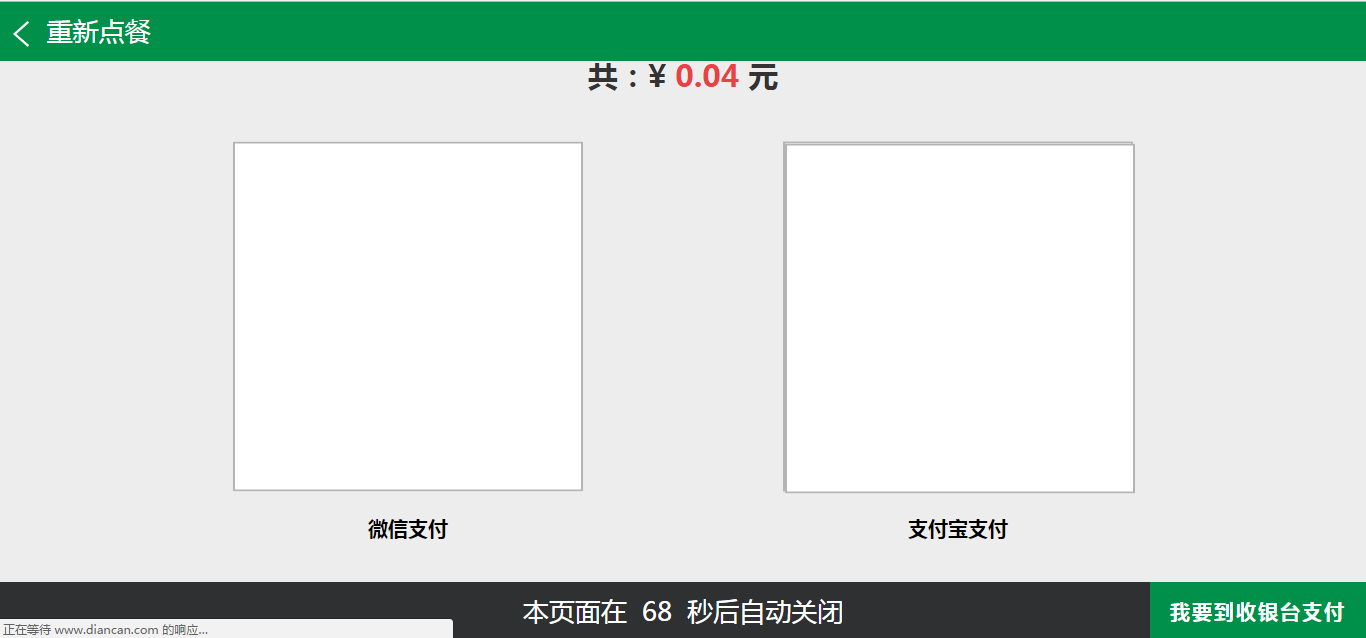 重新点餐
共：¥ 0.04 元
微信支付
支付宝支付
本页面在 68 秒后自动关闭
我要到收银台支付
正在等待 www.diancan.com 的响应...